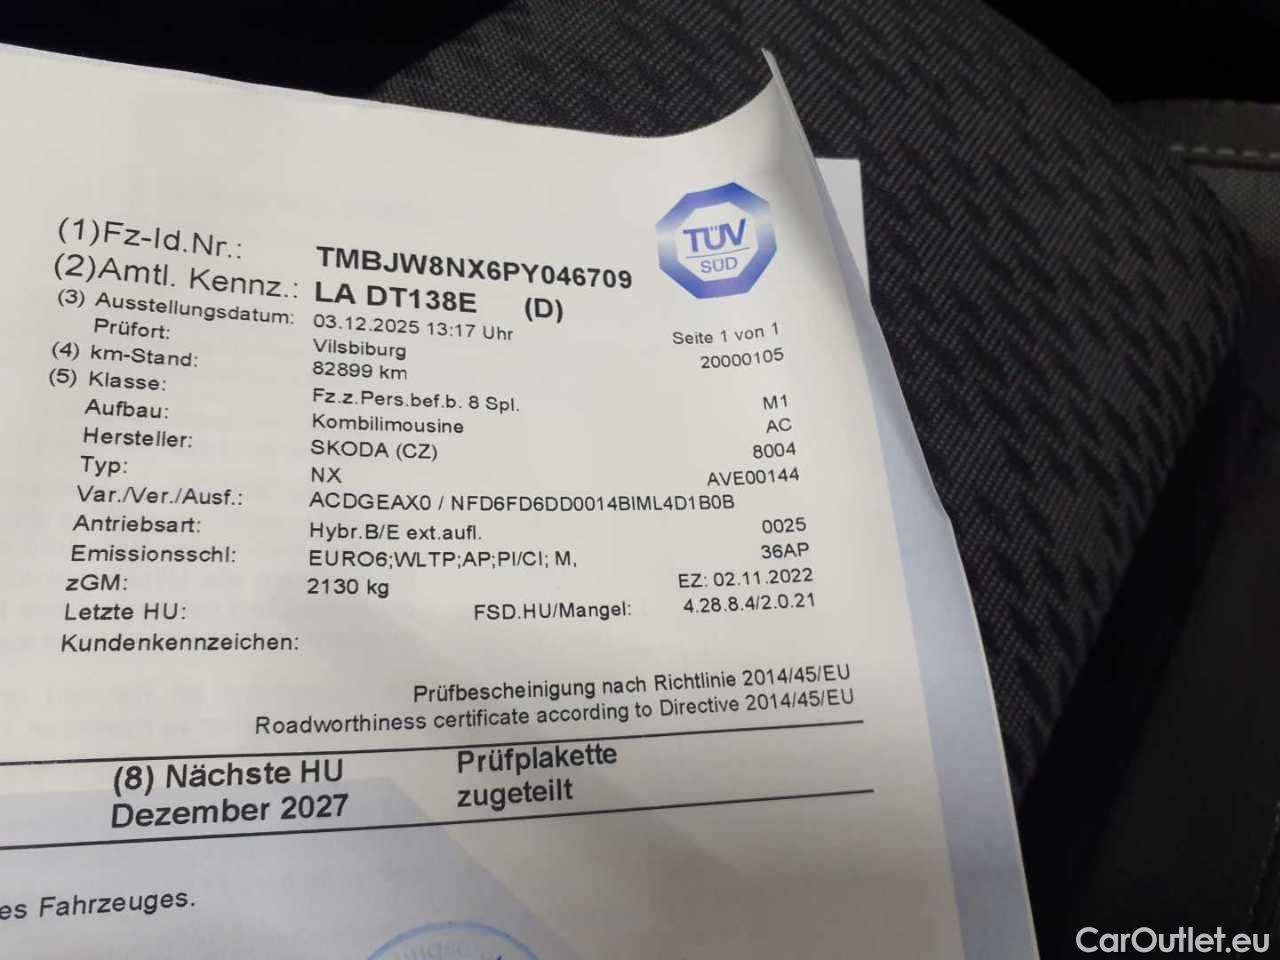 TÜV
SÜD
(1)Fz-Id.Nr.: TMBJW8NX6PY046709
(2)Amtl. Kennz.: LA DT138E (D)
(3) Ausstellungsdatum: 03.12.2025 13:17 Uhr Seite 1 von 1
Prüfort: Vilsbiburg 20000105
(4) km-Stand: 82899 km
(5) Klasse: Fz.z.Pers.bef.b. 8 Spl. M1
Aufbau: Kombilimousine AC
Hersteller: SKODA (CZ) 8004
Typ: NX AVE00144
Var./Ver./Ausf.: ACDGEAX0 / NFD6FD6DD0014BIML4D1B0B
Antriebsart: Hybr.B/E ext.aufl. 0025
Emissionsschl: EURO6;WLTP;AP;PI/CI; M, 36AP
zGM: 2130 kg EZ: 02.11.2022
Letzte HU: FSD.HU/Mangel: 4.28.8.4/2.0.21
Kundenkennzeichen:
Prüfbescheinigung nach Richtlinie 2014/45/EU
Roadworthiness certificate according to Directive 2014/45/EU
(8) Nächste HU Prüfplakette
Dezember 2027 zugeteilt
es Fahrzeuges.
CarOutlet.eu